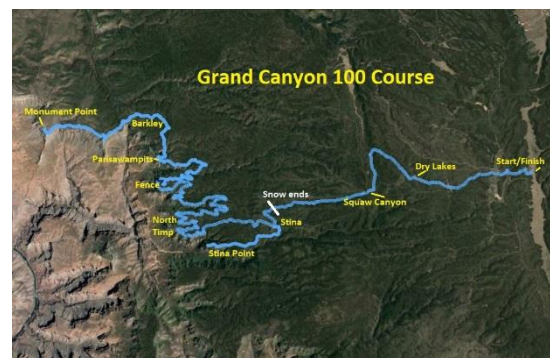 Grand Canyon 100 Course
Monument Point
Barkley
Parisawampits
Fence
North
Timp
Stina Point
Snow ends
Stina
Squaw Canyon
Dry Lakes
Start/Finish